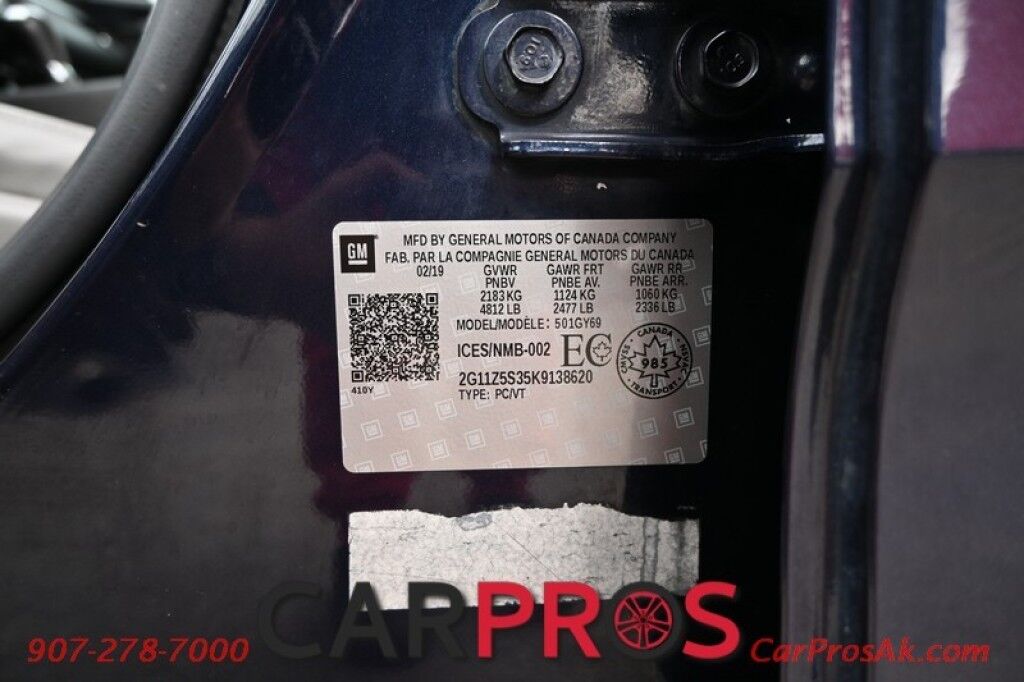 GM
MFD BY GENERAL MOTORS OF CANADA COMPANY
FAB. PAR LA COMPAGNIE GENERAL MOTORS DU CANADA
02/19 GVWR GAWR FRT GAWR RR
PNBV PNBE AV. PNBE ARR.
2183 KG 1124 KG 1060 KG
4812 LB 2477 LB 2336 LB
MODEL/MODÈLE: 501GY69
ICES/NMB-002 EC
CANADA
985
TRANSPORT
2G11Z5S35K9138620
TYPE: PC/VT
410Y
CARPROS
907-278-7000
CarProsAk.com